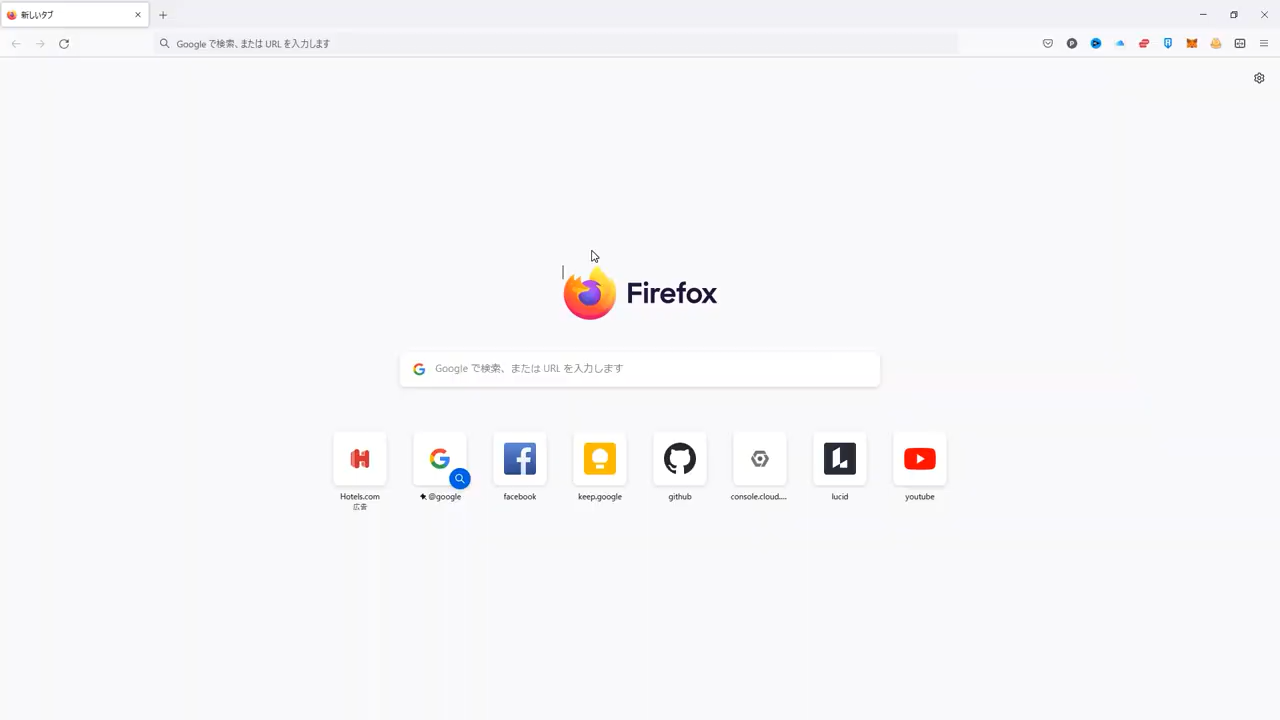 新しいタブ
Google で検索、または URL を入力します
Firefox
Google で検索、または URL を入力します
Hotels.com
広告
@google
facebook
keep.google
github
console.cloud....
lucid
youtube